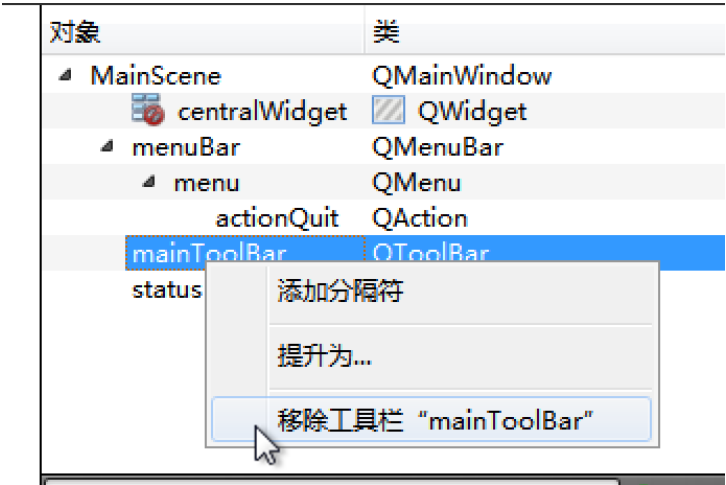 对象 类
MainScene QMainWindow
centralWidget QWidget
menuBar QMenuBar
menu QMenu
actionQuit QAction
mainToolBar QToolBar
status
添加分隔符
提升为...
移除工具栏“mainToolBar”